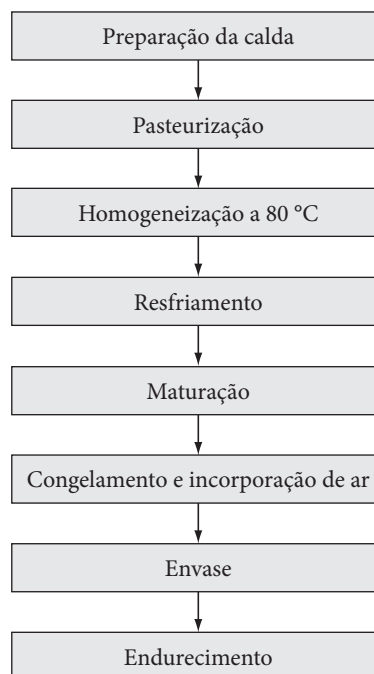 Preparação da calda
Pasteurização
Homogeneização a 80 °C
Resfriamento
Maturação
Congelamento e incorporação de ar
Envase
Endurecimento